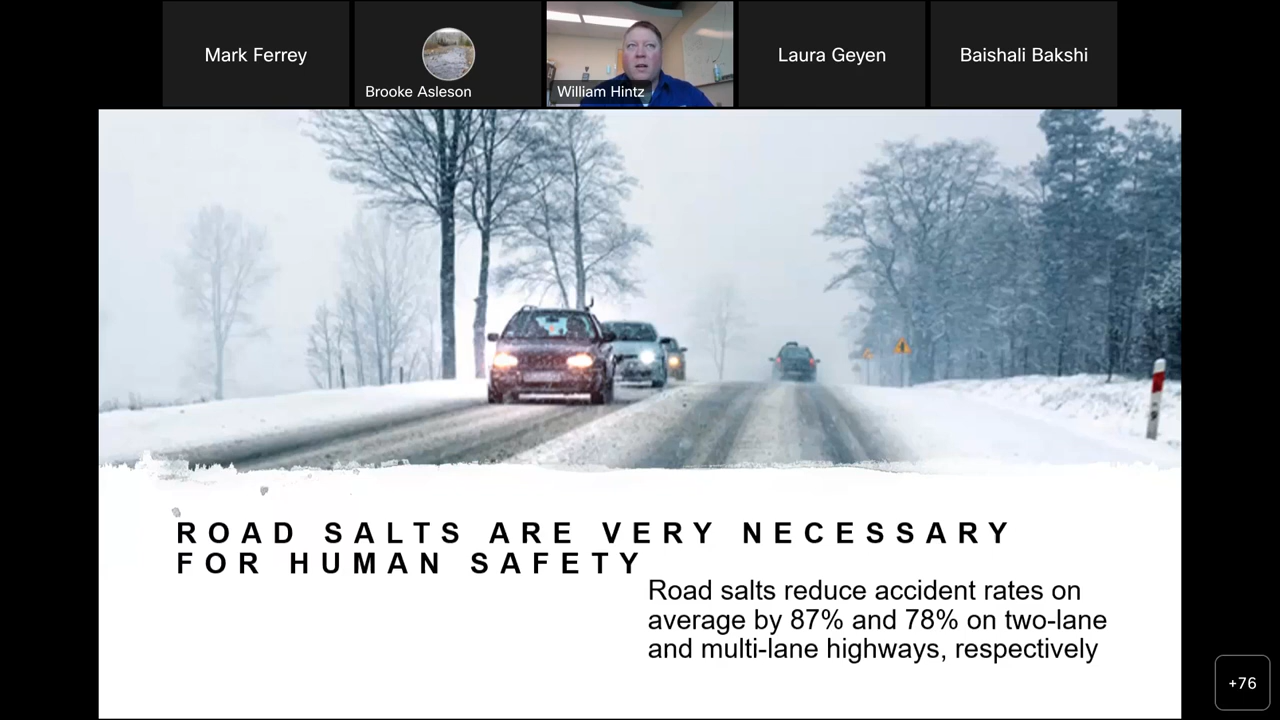 Mark Ferrey
Brooke Asleson
William Hintz
Laura Geyen
Baishali Bakshi
ROAD SALTS ARE VERY NECESSARY
FOR HUMAN SAFETY
Road salts reduce accident rates on
average by 87% and 78% on two-lane
and multi-lane highways, respectively
+76